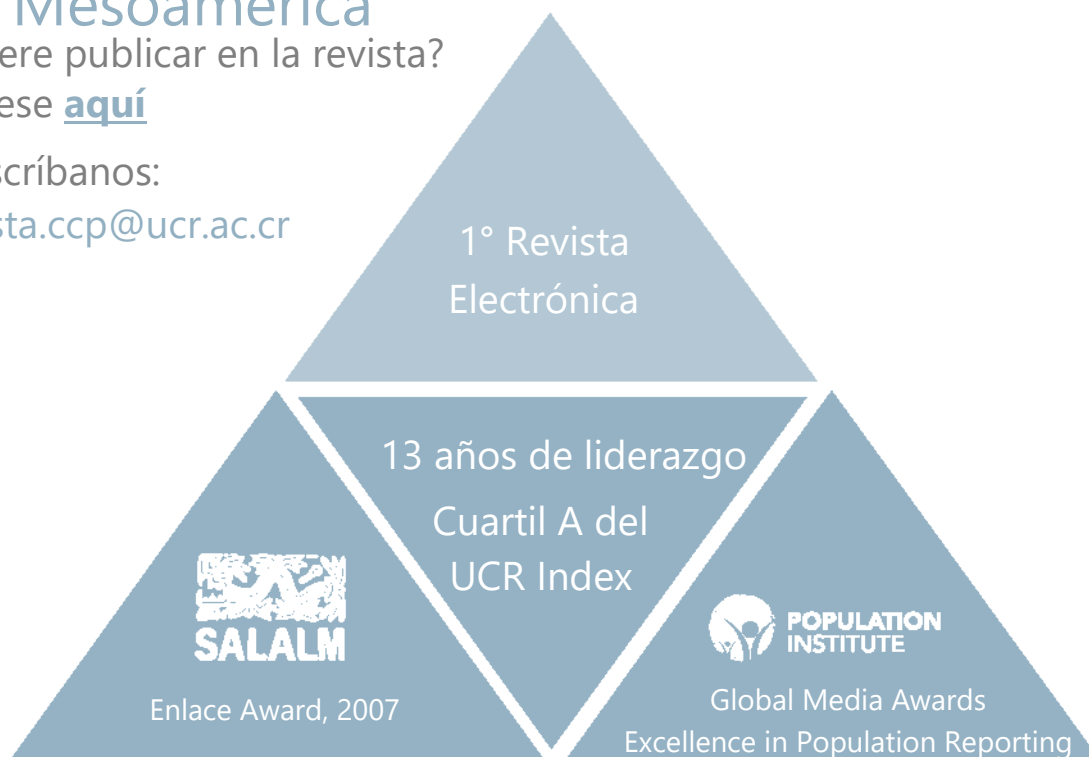 Mesoamérica
ere publicar en la revista?
ese aquí
scríbanos:
sta.ccp@ucr.ac.cr
1° Revista
Electrónica
13 años de liderazgo
Cuartil A del
UCR Index
SALALM
Enlace Award, 2007
POPULATION
INSTITUTE
Global Media Awards
Excellence in Population Reporting